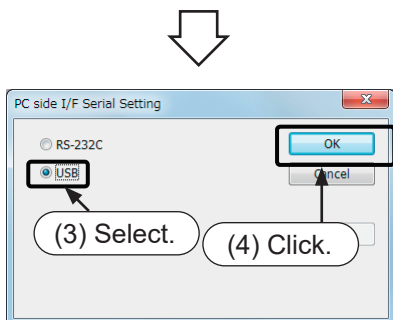 PC side I/F Serial Setting
RS-232C
OK
USB
Cancel
(3) Select.
(4) Click.